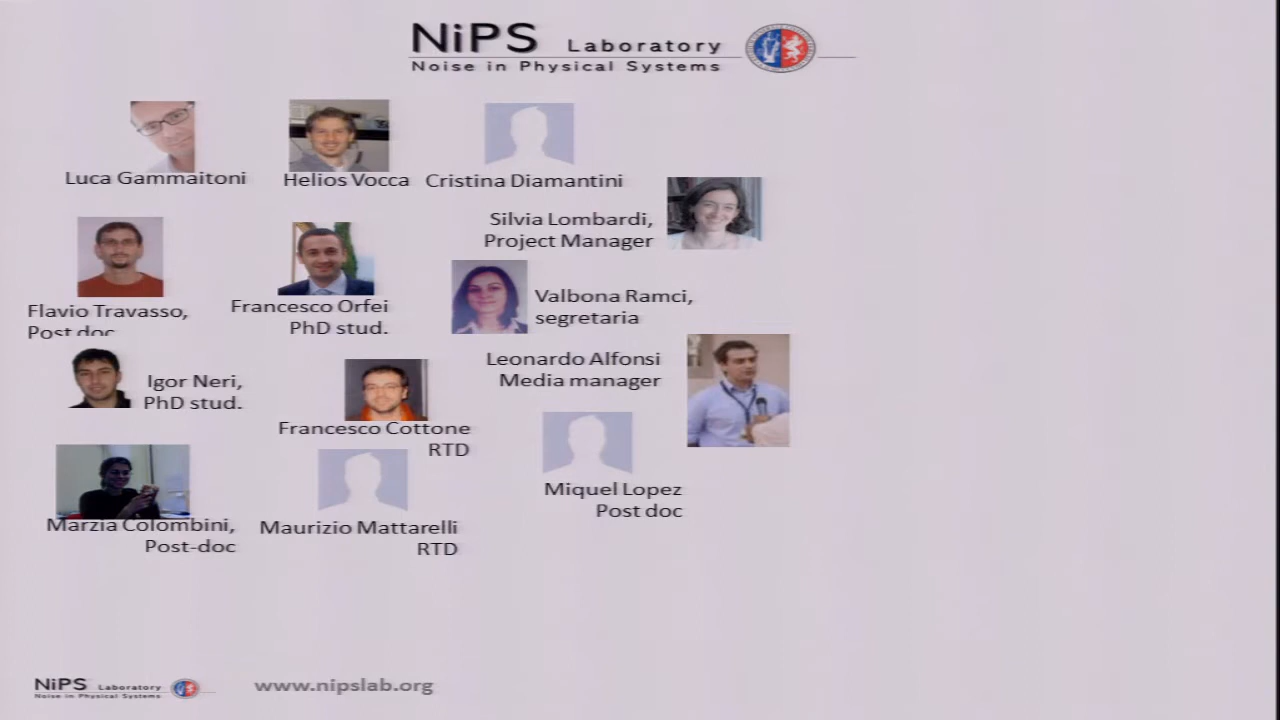 NiPS Laboratory
Noise in Physical Systems
Luca Gammaitoni
Helios Vocca
Cristina Diamantini
Silvia Lombardi,
Project Manager
Flavio Travasso,
Post doc
Francesco Orfei
PhD stud.
Valbona Ramci,
segretaria
Igor Neri,
PhD stud.
Francesco Cottone
RTD
Leonardo Alfonsi
Media manager
Marzia Colombini,
Post-doc
Maurizio Mattarelli
RTD
Miquel Lopez
Post doc
NiPS Laboratory
Noise in Physical Systems
www.nipslab.org